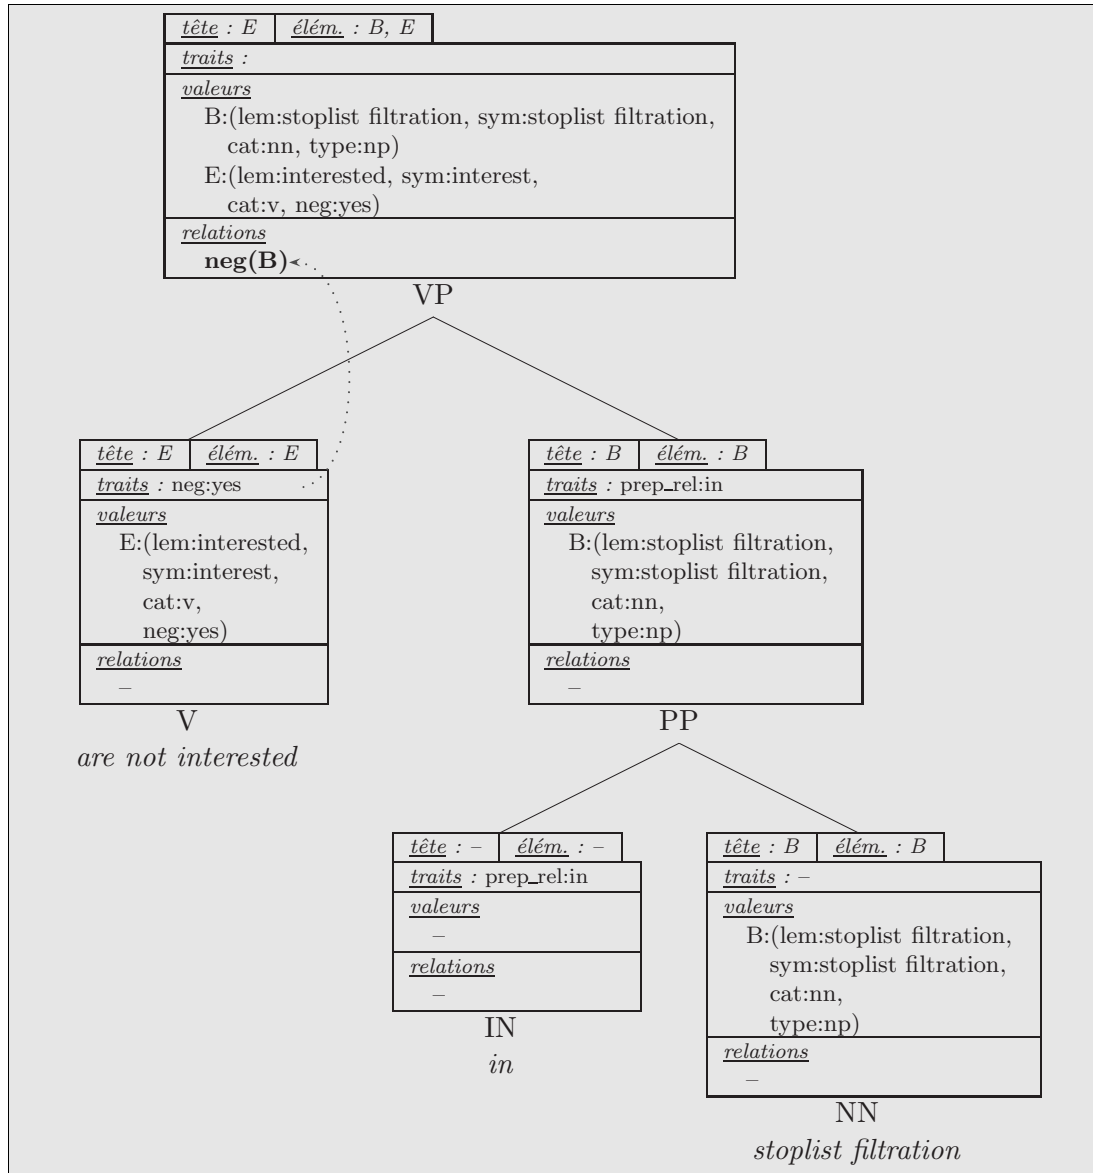 tête : E élém. : B, E
traits :
valeurs
B:(lem:stoplist filtration, sym:stoplist filtration,
cat:nn, type:np)
E:(lem:interested, sym:interest,
cat:v, neg:yes)
relations
neg(B)
VP
tête : E élém. : E
traits : neg:yes
valeurs
E:(lem:interested,
sym:interest,
cat:v,
neg:yes)
relations
–
V
are not interested
tête : B élém. : B
traits : prep_rel:in
valeurs
B:(lem:stoplist filtration,
sym:stoplist filtration,
cat:nn,
type:np)
relations
–
PP
tête : – élém. : –
traits : prep_rel:in
valeurs
–
relations
–
IN
in
tête : B élém. : B
traits : –
valeurs
B:(lem:stoplist filtration,
sym:stoplist filtration,
cat:nn,
type:np)
relations
–
NN
stoplist filtration